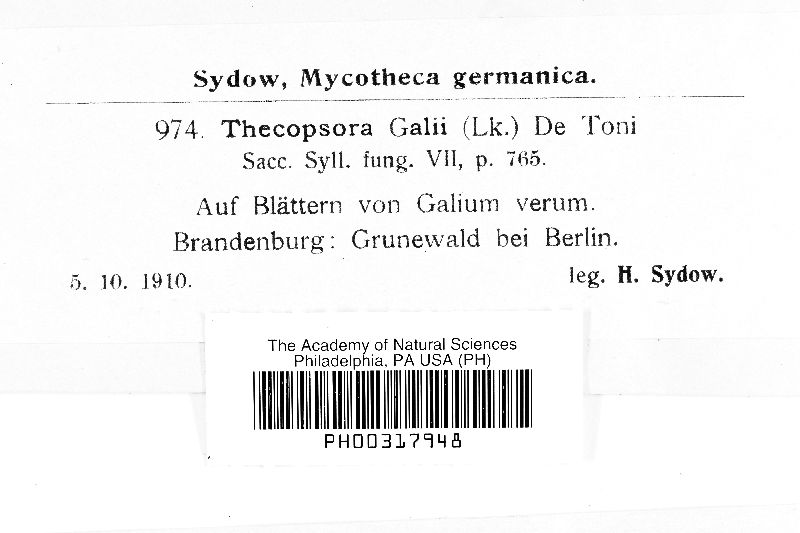 Sydow, Mycotheca germanica.
974. Thecopsora Galii (Lk.) De Toni
Sacc. Syll. fung. VII, p. 765.
Auf Blättern von Galium verum.
Brandenburg: Grunewald bei Berlin.
5. 10. 1910.
leg. H. Sydow.
The Academy of Natural Sciences
Philadelphia, PA USA (PH)
PH00317948